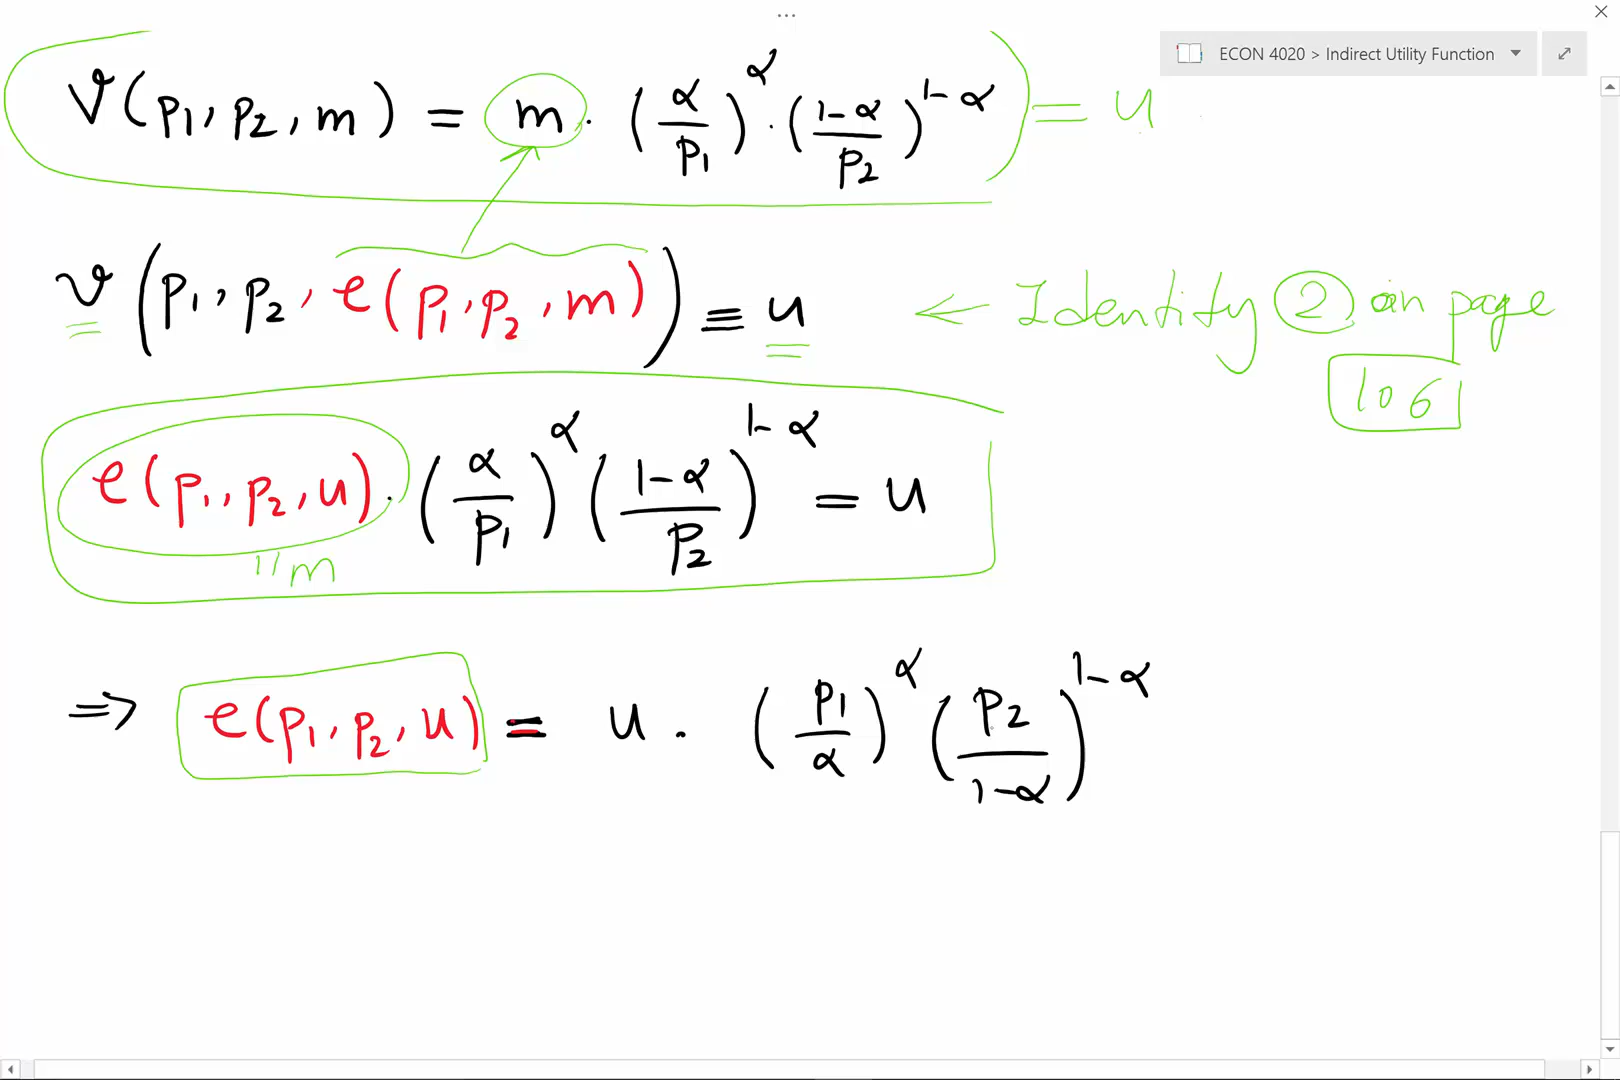 ECON 4020 > Indirect Utility Function
v(p₁, p₂, m) = m · (α/p₁)^α · (1-α/p₂)^1-α = u
v(p₁, p₂, e(p₁, p₂, m)) ≡ u ← Identity ② on page
106
e(p₁, p₂, u) · (α/p₁)^α (1-α/p₂)^1-α = u
"m
⇒ e(p₁, p₂, u) = u · (p₁/α)^α (p₂/1-α)^1-α